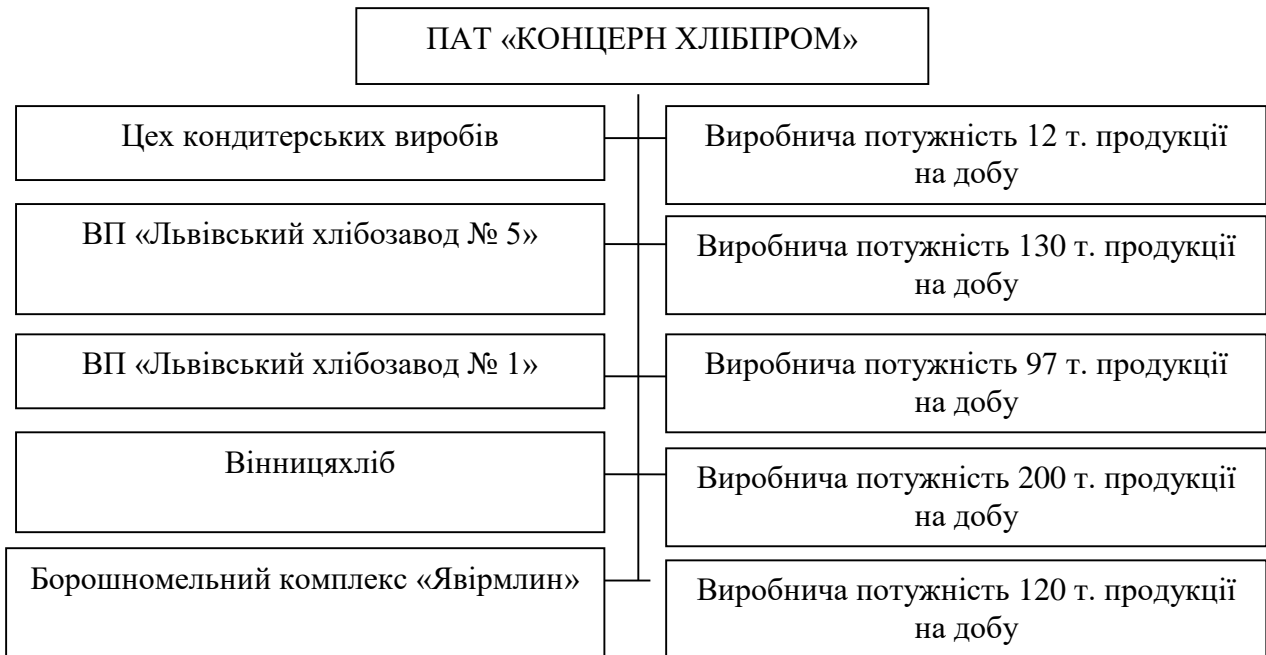 ПАТ «КОНЦЕРН ХЛІБПРОМ»
Цех кондитерських виробів
Виробнича потужність 12 т. продукції
на добу
ВП «Львівський хлібозавод № 5»
Виробнича потужність 130 т. продукції
на добу
ВП «Львівський хлібозавод № 1»
Виробнича потужність 97 т. продукції
на добу
Вінницяхліб
Виробнича потужність 200 т. продукції
на добу
Борошномельний комплекс «Явірмлин»
Виробнича потужність 120 т. продукції
на добу